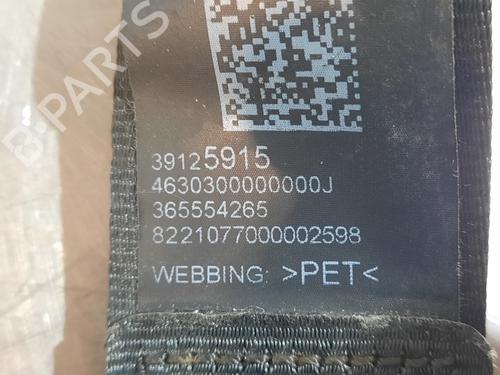 B-PARTS
39125915
4630300000000J
365554265
8221077000002598
WEBBING: >PET<